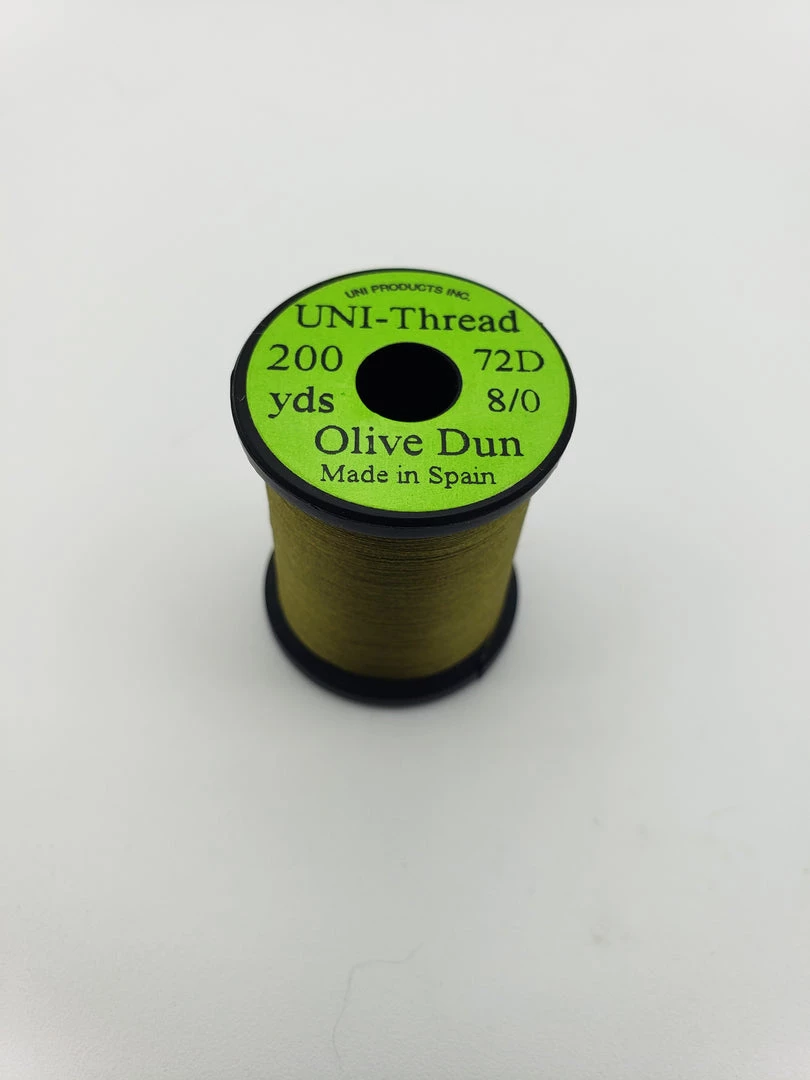 UNI PRODUCTS INC.
UNI-Thread
200 72D
yds 8/0
Olive Dun
Made in Spain